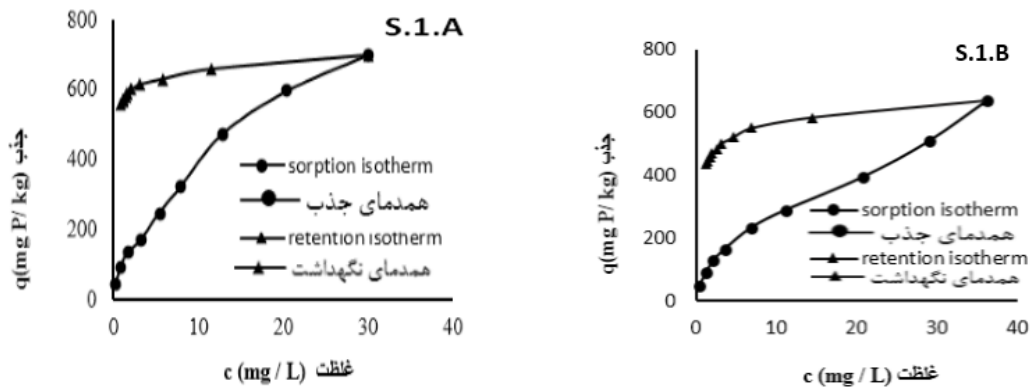 S.1.A
800
600
400
200
0
q(mg P/ kg) جذب
sorption isotherm
همدمای جذب
retention isotherm
همدمای نگهداشت
0 10 20 30 40
c (mg / L) غلظت
S.1.B
800
600
400
200
0
q(mg P/ kg) جذب
sorption isotherm
همدمای جذب
retention isotherm
همدمای نگهداشت
0 10 20 30 40
c (mg / L) غلظت